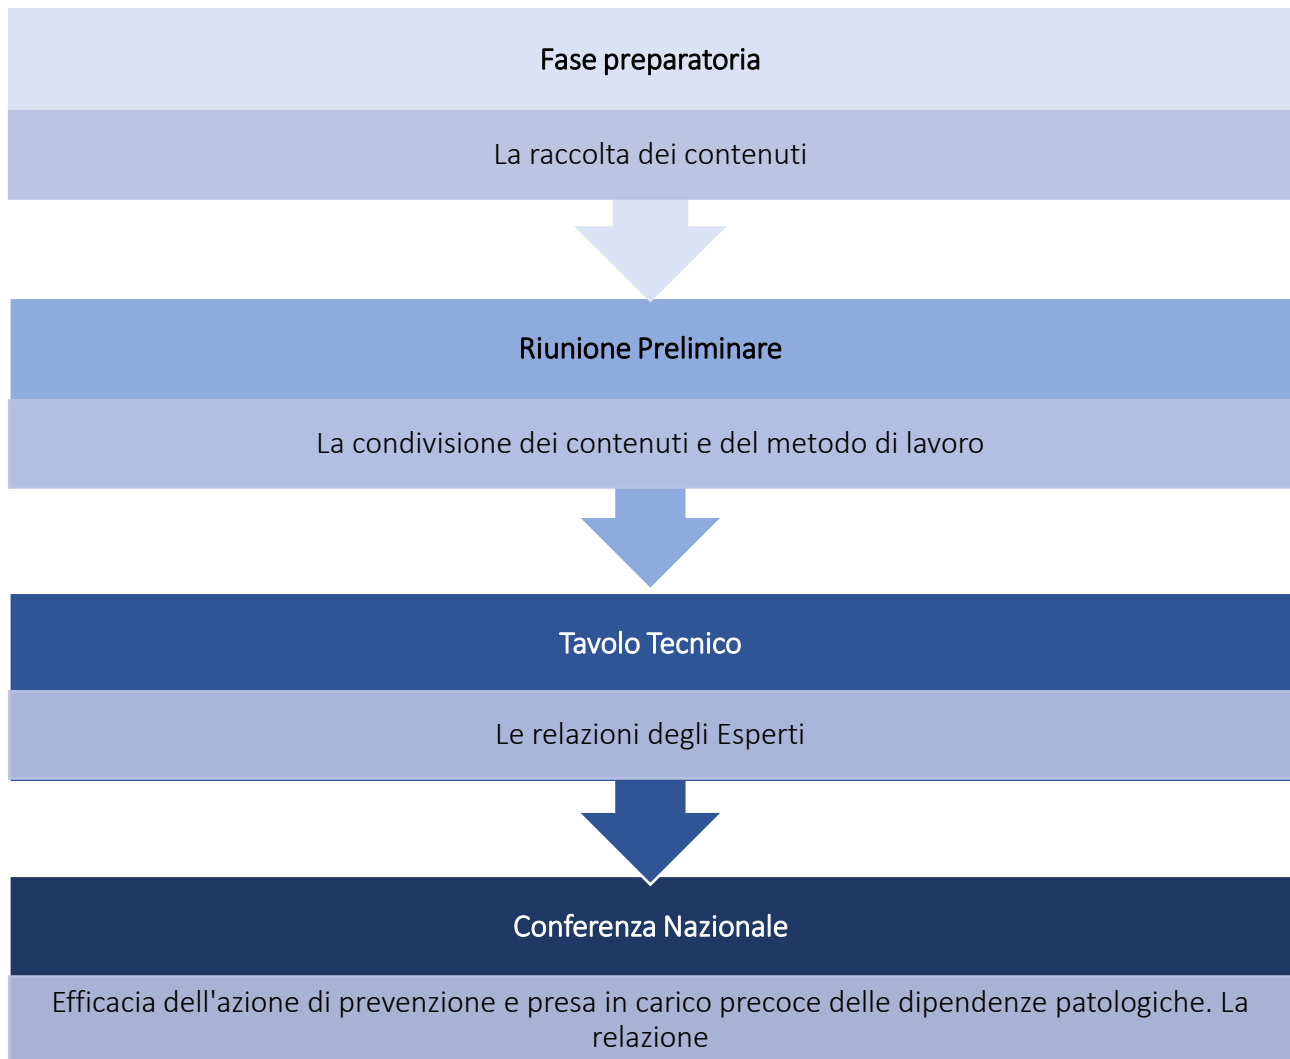 Fase preparatoria
La raccolta dei contenuti
Riunione Preliminare
La condivisione dei contenuti e del metodo di lavoro
Tavolo Tecnico
Le relazioni degli Esperti
Conferenza Nazionale
Efficacia dell'azione di prevenzione e presa in carico precoce delle dipendenze patologiche. La
relazione